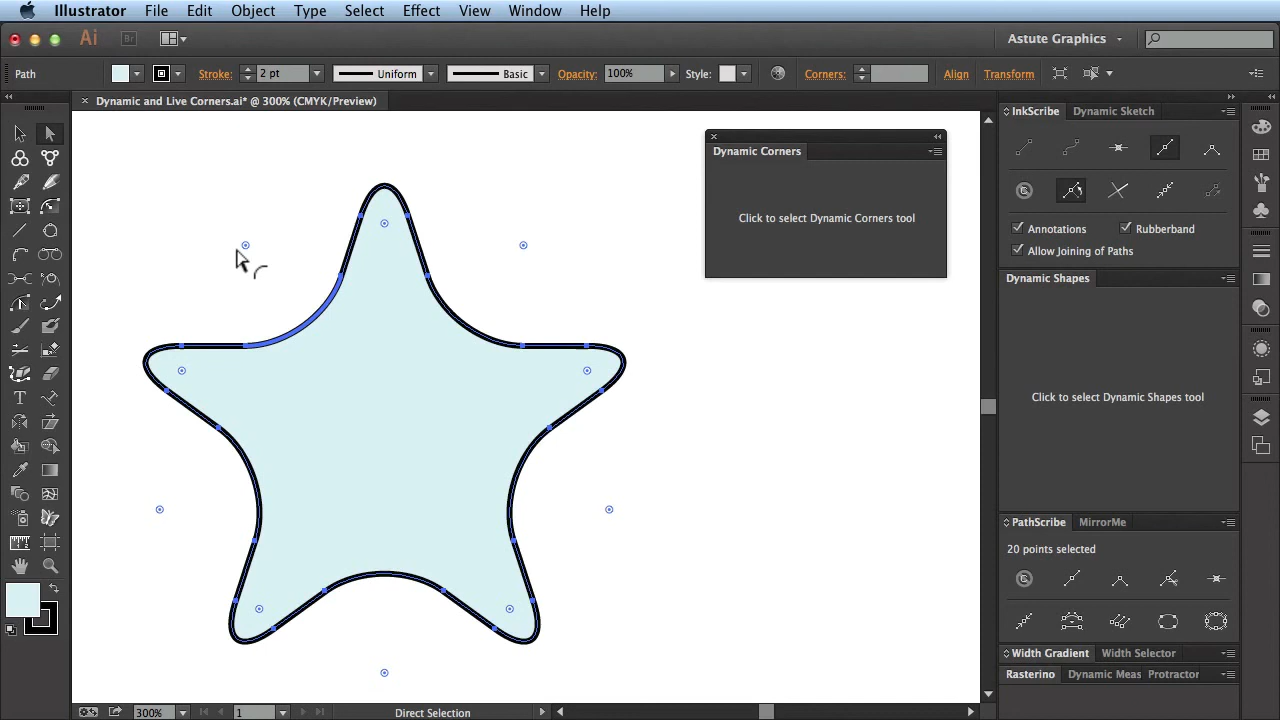 Illustrator File Edit Object Type Select Effect View Window Help
Ai Br Astute Graphics
Path Stroke: 2 pt Uniform Basic Opacity: 100% Style: Corners: Align Transform
Dynamic and Live Corners.ai* @ 300% (CMYK/Preview)
InkScribe Dynamic Sketch
Dynamic Corners
Click to select Dynamic Corners tool
Annotations Rubberband
Allow Joining of Paths
Dynamic Shapes
Click to select Dynamic Shapes tool
PathScribe MirrorMe
20 points selected
Width Gradient Width Selector
Rasterino Dynamic Meas Protractor
300% 1 Direct Selection